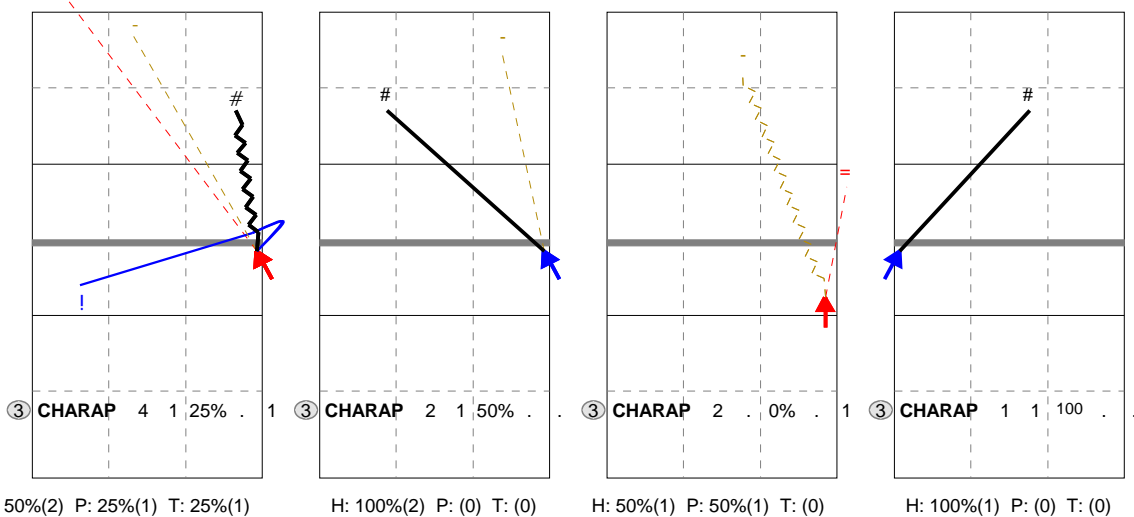 - - - =
# # #
!
3 CHARAP 4 1 25% . 1 3 CHARAP 2 1 50% . . 3 CHARAP 2 . 0% . 1 3 CHARAP 1 1 100 . .
50%(2) P: 25%(1) T: 25%(1) H: 100%(2) P: (0) T: (0) H: 50%(1) P: 50%(1) T: (0) H: 100%(1) P: (0) T: (0)